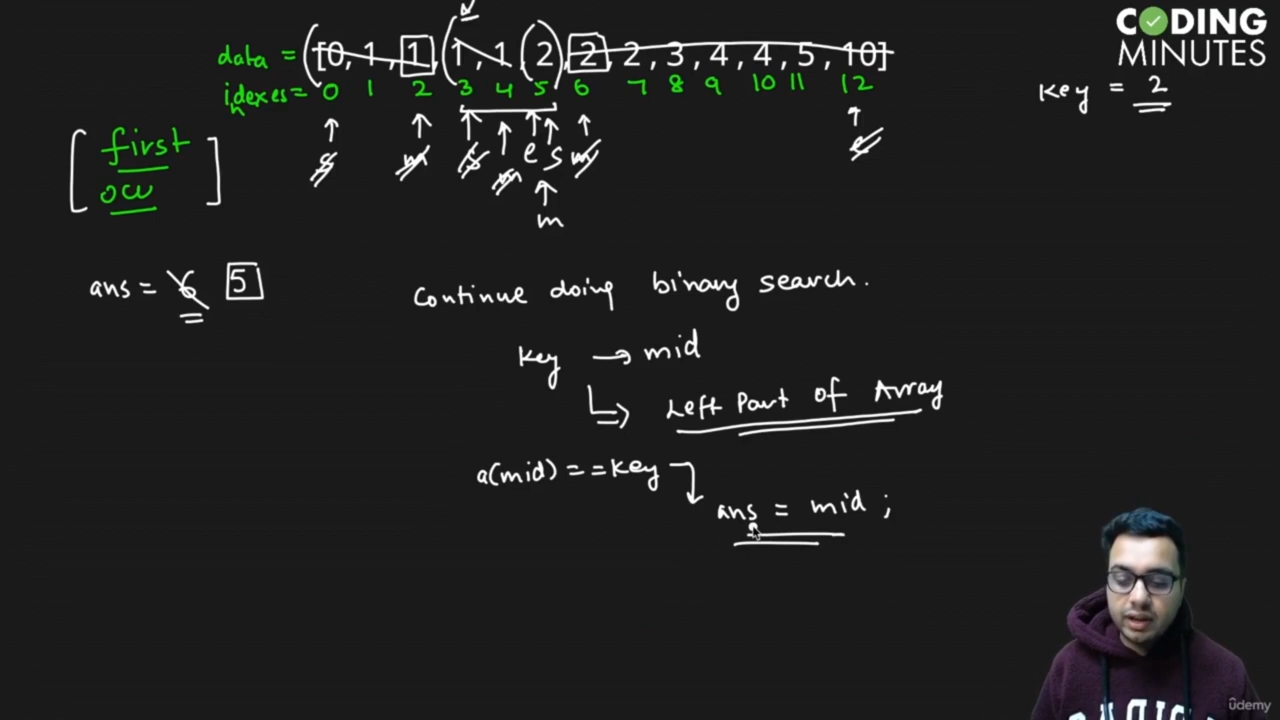 CODING
MINUTES
data = ([0, 1, 1, (1, 1, (2), 2, 2, 3, 4, 4, 5, 10]
indexes = 0 1 2 3 4 5 6 7 8 9 10 11 12
Key = 2
[ first
occ ]
s m s m e s m e
m
ans = 6 5
Continue doing binary search.
Key → mid
Left Part of Array
a(mid) == Key
ans = mid ;
ûdemy